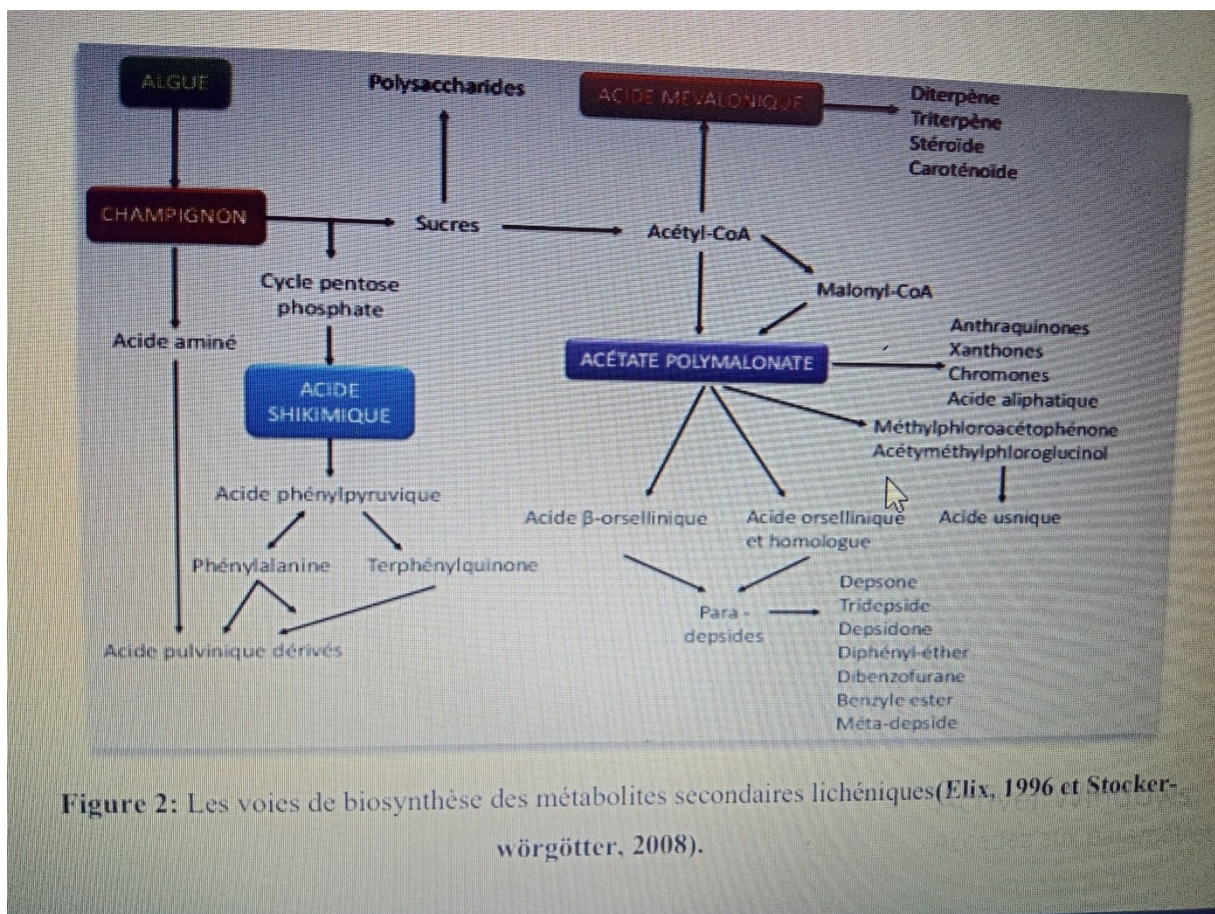 ALGUE
Polysaccharides
ACIDE MÉVALONIQUE
Diterpène
Triterpène
Stéroïde
Caroténoïde
CHAMPIGNON
Sucres
Acétyl-CoA
Cycle pentose
phosphate
Malonyl-CoA
Acide aminé
ACIDE
SHIKIMIQUE
ACÉTATE POLYMALONATE
Anthraquinones
Xanthones
Chromones
Acide aliphatique
Méthylphloroacétophénone
Acétyméthylphloroglucinol
Acide phénylpyruvique
Acide β-orsellinique
Acide orsellinique
et homologue
Acide usnique
Phénylalanine
Terphénylquinone
Para -
depsides
Depsone
Tridepside
Depsidone
Diphényl-éther
Dibenzofurane
Benzyle ester
Méta-depside
Acide pulvinique dérivés
Figure 2: Les voies de biosynthèse des métabolites secondaires lichéniques(Elix, 1996 et Stocker-
wörgötter, 2008).